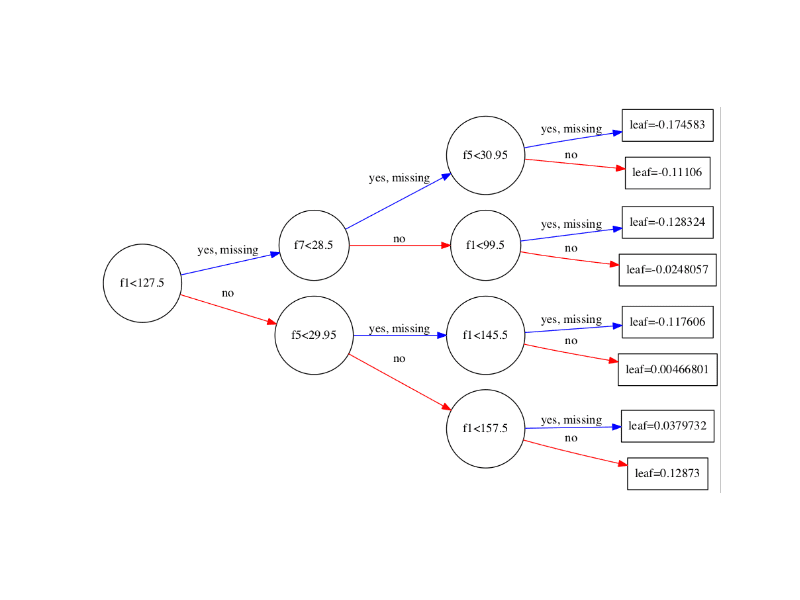 leaf=-0.174583
yes, missing
f5<30.95
no
leaf=-0.11106
yes, missing
leaf=-0.128324
yes, missing
f7<28.5
no
f1<99.5
no
yes, missing
leaf=-0.0248057
f1<127.5
no
yes, missing
leaf=-0.117606
f5<29.95
yes, missing
f1<145.5
no
no
leaf=0.00466801
yes, missing
leaf=0.0379732
f1<157.5
no
leaf=0.12873